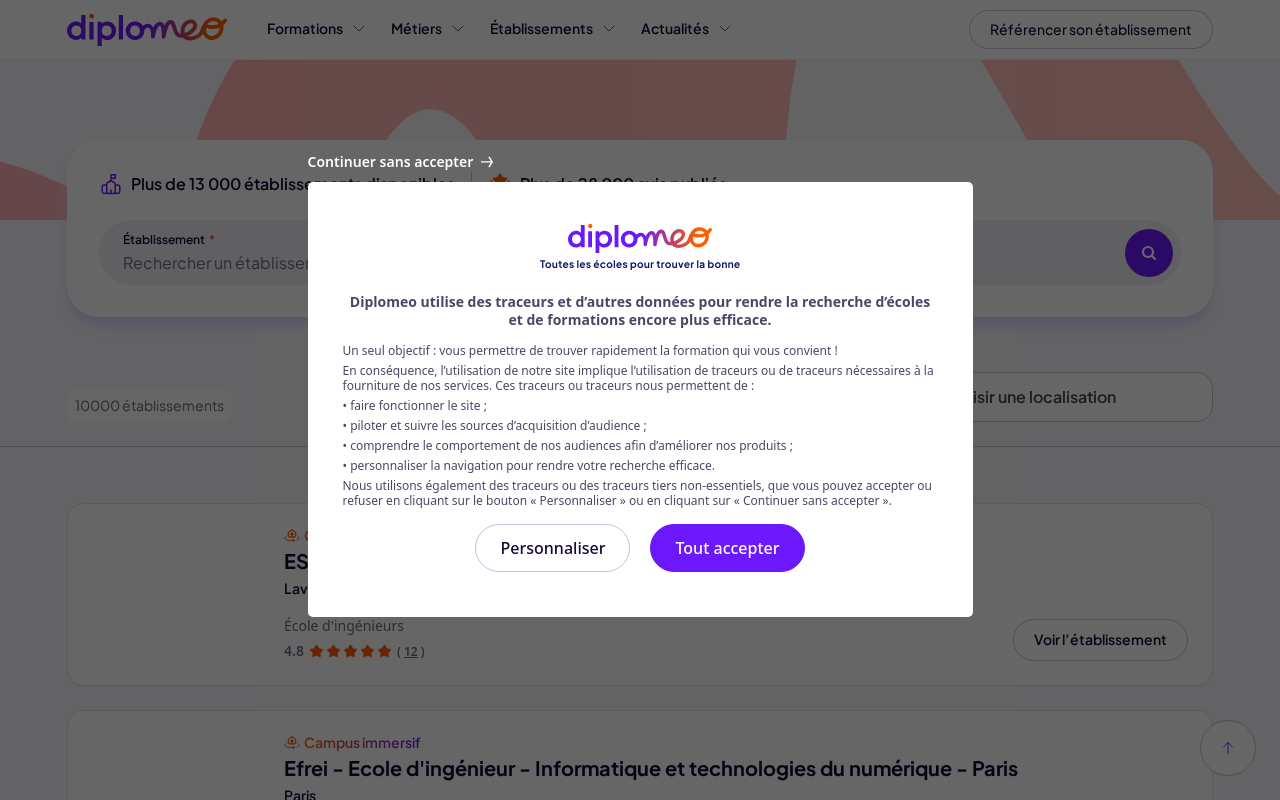 diplomeo
Formations
Métiers
Établissements
Actualités
Référencer son établissement
Continuer sans accepter
Plus de 13 000 établissements disponibles
Plus de 28 000 avis publiés
Établissement *
Rechercher un établisse
diplomeo
Toutes les écoles pour trouver la bonne
Diplomeo utilise des traceurs et d’autres données pour rendre la recherche d’écoles
et de formations encore plus efficace.
Un seul objectif : vous permettre de trouver rapidement la formation qui vous convient !
En conséquence, l’utilisation de notre site implique l’utilisation de traceurs ou de traceurs nécessaires à la
fourniture de nos services. Ces traceurs ou traceurs nous permettent de :
• faire fonctionner le site ;
• piloter et suivre les sources d’acquisition d’audience ;
• comprendre le comportement de nos audiences afin d’améliorer nos produits ;
• personnaliser la navigation pour rendre votre recherche efficace.
Nous utilisons également des traceurs ou des traceurs tiers non-essentiels, que vous pouvez accepter ou
refuser en cliquant sur le bouton « Personnaliser » ou en cliquant sur « Continuer sans accepter ».
Personnaliser
Tout accepter
10000 établissements
isir une localisation
ES
Lav
École d'ingénieurs
4.8
( 12 )
Voir l'établissement
Campus immersif
Efrei - Ecole d'ingénieur - Informatique et technologies du numérique - Paris
Paris